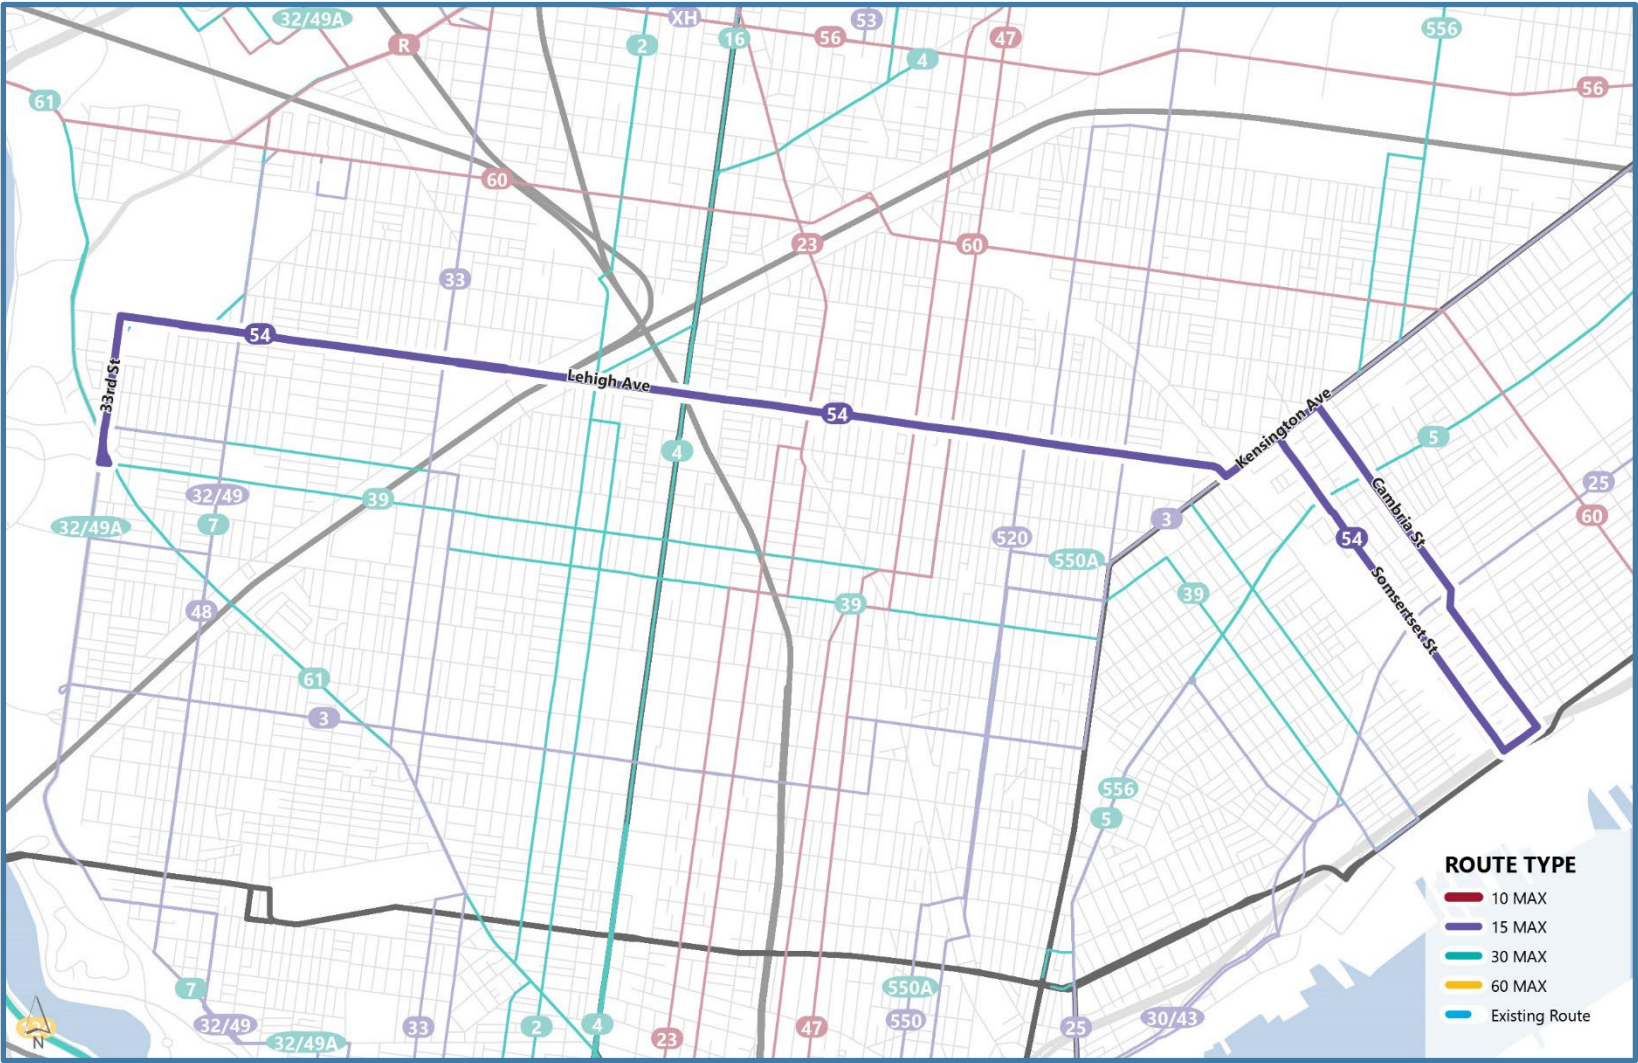 32/49A
XH
53
2
16
56
47
4
556
R
56
61
60
23
60
33
54
33rd St
Lehigh Ave
54
Kensington Ave
4
5
Cambria St
25
60
32/49
39
7
32/49A
3
520
550A
54
39
39
Somsertset St
48
61
3
556
5
ROUTE TYPE
10 MAX
15 MAX
30 MAX
60 MAX
Existing Route
7
550A
N
32/49
33
2
4
23
47
550
25
30/43
32/49A